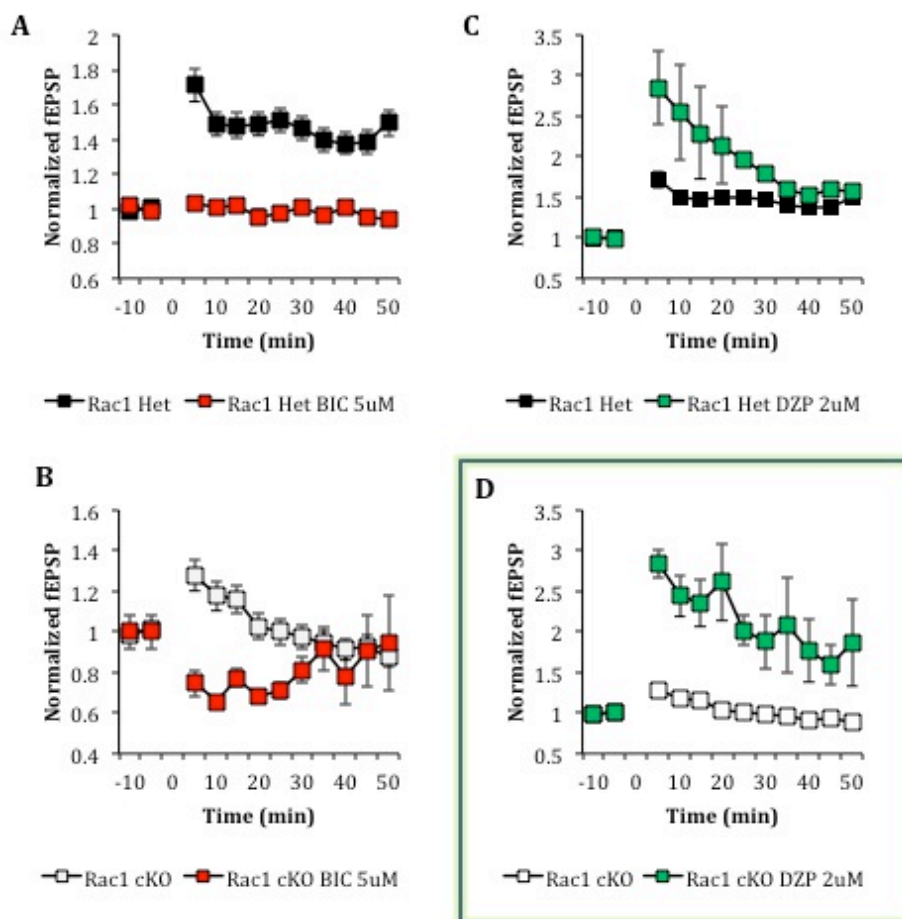 A
Normalized fEPSP
2
1.8
1.6
1.4
1.2
1
0.8
0.6
-10 0 10 20 30 40 50
Time (min)
Rac1 Het Rac1 Het BIC 5uM
C
Normalized fEPSP
3.5
3
2.5
2
1.5
1
0.5
-10 0 10 20 30 40 50
Time (min)
Rac1 Het Rac1 Het DZP 2uM
B
Normalized fEPSP
1.6
1.4
1.2
1
0.8
0.6
0.4
-10 0 10 20 30 40 50
Time (min)
Rac1 cKO Rac1 cKO BIC 5uM
D
Normalized fEPSP
3.5
3
2.5
2
1.5
1
0.5
-10 0 10 20 30 40 50
Time (min)
Rac1 cKO Rac1 cKO DZP 2uM